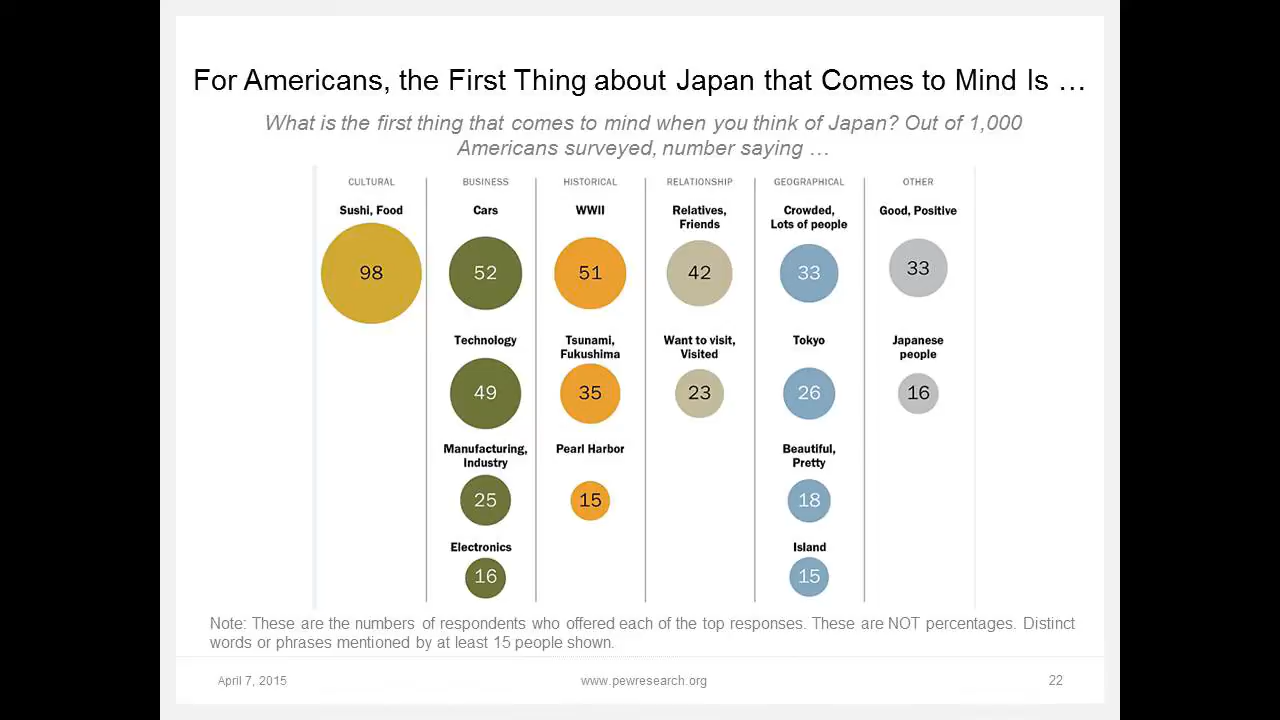 For Americans, the First Thing about Japan that Comes to Mind Is …
What is the first thing that comes to mind when you think of Japan? Out of 1,000
Americans surveyed, number saying …
CULTURAL
Sushi, Food
98
BUSINESS
Cars
52
Technology
49
Manufacturing,
Industry
25
Electronics
16
HISTORICAL
WWII
51
Tsunami,
Fukushima
35
Pearl Harbor
15
RELATIONSHIP
Relatives,
Friends
42
Want to visit,
Visited
23
GEOGRAPHICAL
Crowded,
Lots of people
33
Tokyo
26
Beautiful,
Pretty
18
Island
15
OTHER
Good, Positive
33
Japanese
people
16
Note: These are the numbers of respondents who offered each of the top responses. These are NOT percentages. Distinct
words or phrases mentioned by at least 15 people shown.
April 7, 2015
www.pewresearch.org
22